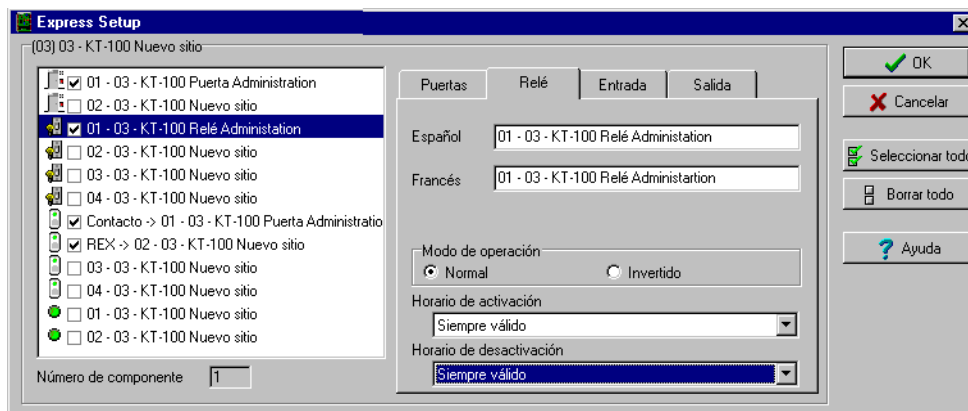 Express Setup
(03) 03 - KT-100 Nuevo sitio
01 - 03 - KT-100 Puerta Administration
02 - 03 - KT-100 Nuevo sitio
01 - 03 - KT-100 Relé Administation
02 - 03 - KT-100 Nuevo sitio
03 - 03 - KT-100 Nuevo sitio
04 - 03 - KT-100 Nuevo sitio
Contacto -> 01 - 03 - KT-100 Puerta Administratio
REX -> 02 - 03 - KT-100 Nuevo sitio
03 - 03 - KT-100 Nuevo sitio
04 - 03 - KT-100 Nuevo sitio
01 - 03 - KT-100 Nuevo sitio
02 - 03 - KT-100 Nuevo sitio
Número de componente 1
Puertas Relé Entrada Salida
Español 01 - 03 - KT-100 Relé Administation
Francés 01 - 03 - KT-100 Relé Administartion
Modo de operación
Normal Invertido
Horario de activación
Siempre válido
Horario de desactivación
Siempre válido
OK
Cancelar
Seleccionar todo
Borrar todo
Ayuda